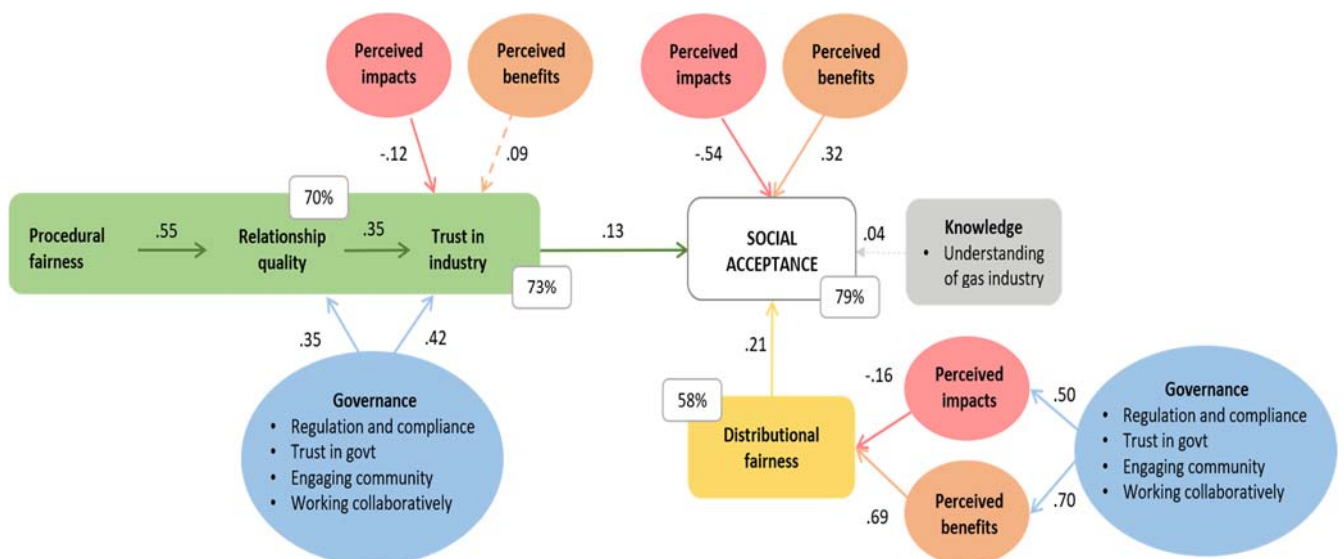 Perceived
impacts
Perceived
benefits
Perceived
impacts
Perceived
benefits
-.12
.09
-.54
.32
70%
Procedural
fairness
.55
Relationship
quality
.35
Trust in
industry
73%
.13
SOCIAL
ACCEPTANCE
79%
.04
Knowledge
• Understanding
of gas industry
.35
.42
Governance
• Regulation and compliance
• Trust in govt
• Engaging community
• Working collaboratively
.21
58%
Distributional
fairness
-.16
Perceived
impacts
.50
.69
Perceived
benefits
.70
Governance
• Regulation and compliance
• Trust in govt
• Engaging community
• Working collaboratively